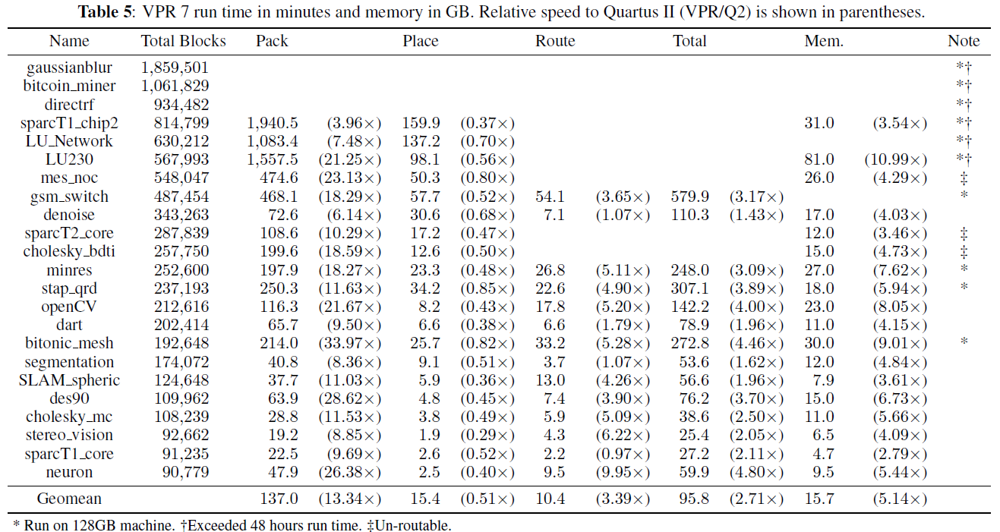 Table 5: VPR 7 run time in minutes and memory in GB. Relative speed to Quartus II (VPR/Q2) is shown in parentheses.
Name Total Blocks Pack Place Route Total Mem. Note
gaussianblur 1,859,501 *†
bitcoin_miner 1,061,829 *†
directrf 934,482 *†
sparcT1_chip2 814,799 1,940.5 (3.96×) 159.9 (0.37×) 31.0 (3.54×) *†
LU_Network 630,212 1,083.4 (7.48×) 137.2 (0.70×) *†
LU230 567,993 1,557.5 (21.25×) 98.1 (0.56×) 81.0 (10.99×) *†
mes_noc 548,047 474.6 (23.13×) 50.3 (0.80×) 26.0 (4.29×) ‡
gsm_switch 487,454 468.1 (18.29×) 57.7 (0.52×) 54.1 (3.65×) 579.9 (3.17×) *
denoise 343,263 72.6 (6.14×) 30.6 (0.68×) 7.1 (1.07×) 110.3 (1.43×) 17.0 (4.03×)
sparcT2_core 287,839 108.6 (10.29×) 17.2 (0.47×) 12.0 (3.46×) ‡
cholesky_bdti 257,750 199.6 (18.59×) 12.6 (0.50×) 15.0 (4.73×) ‡
minres 252,600 197.9 (18.27×) 23.3 (0.48×) 26.8 (5.11×) 248.0 (3.09×) 27.0 (7.62×) *
stap_qrd 237,193 250.3 (11.63×) 34.2 (0.85×) 22.6 (4.90×) 307.1 (3.89×) 18.0 (5.94×) *
openCV 212,616 116.3 (21.67×) 8.2 (0.43×) 17.8 (5.20×) 142.2 (4.00×) 23.0 (8.05×)
dart 202,414 65.7 (9.50×) 6.6 (0.38×) 6.6 (1.79×) 78.9 (1.96×) 11.0 (4.15×)
bitonic_mesh 192,648 214.0 (33.97×) 25.7 (0.82×) 33.2 (5.28×) 272.8 (4.46×) 30.0 (9.01×) *
segmentation 174,072 40.8 (8.36×) 9.1 (0.51×) 3.7 (1.07×) 53.6 (1.62×) 12.0 (4.84×)
SLAM_spheric 124,648 37.7 (11.03×) 5.9 (0.36×) 13.0 (4.26×) 56.6 (1.96×) 7.9 (3.61×)
des90 109,962 63.9 (28.62×) 4.8 (0.45×) 7.4 (3.90×) 76.2 (3.70×) 15.0 (6.73×)
cholesky_mc 108,239 28.8 (11.53×) 3.8 (0.49×) 5.9 (5.09×) 38.6 (2.50×) 11.0 (5.66×)
stereo_vision 92,662 19.2 (8.85×) 1.9 (0.29×) 4.3 (6.22×) 25.4 (2.05×) 6.5 (4.09×)
sparcT1_core 91,235 22.5 (9.69×) 2.6 (0.52×) 2.2 (0.97×) 27.2 (2.11×) 4.7 (2.79×)
neuron 90,779 47.9 (26.38×) 2.5 (0.40×) 9.5 (9.95×) 59.9 (4.80×) 9.5 (5.44×)
Geomean 137.0 (13.34×) 15.4 (0.51×) 10.4 (3.39×) 95.8 (2.71×) 15.7 (5.14×)
* Run on 128GB machine. †Exceeded 48 hours run time. ‡Un-routable.